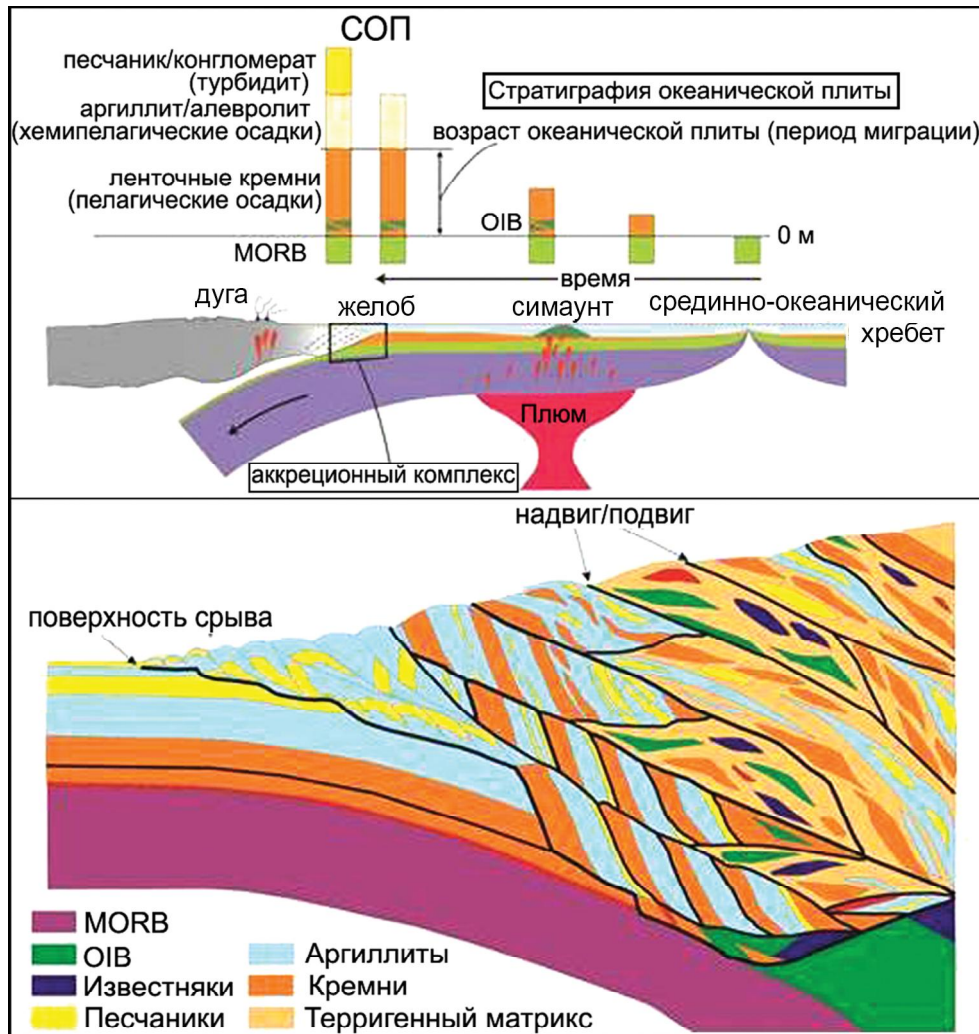 СОП
песчаник/конгломерат
(турбидит)
аргиллит/алевролит
(хемипелагические осадки)
Стратиграфия океанической плиты
возраст океанической плиты (период миграции)
ленточные кремни
(пелагические осадки)
OIB
0 м
MORB
время
дуга
желоб
симаунт
срединно-океанический
хребет
Плюм
аккреционный комплекс
надвиг/подвиг
поверхность срыва
MORB
OIB
Известняки
Песчаники
Аргиллиты
Кремни
Терригенный матрикс